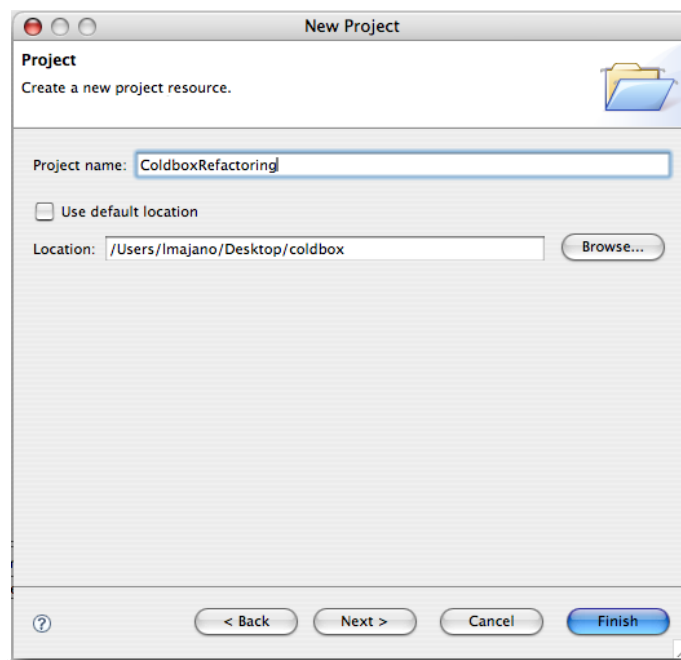 New Project
Project
Create a new project resource.
Project name: ColdboxRefactoring
Use default location
Location: /Users/lmajano/Desktop/coldbox Browse...
? < Back Next > Cancel Finish